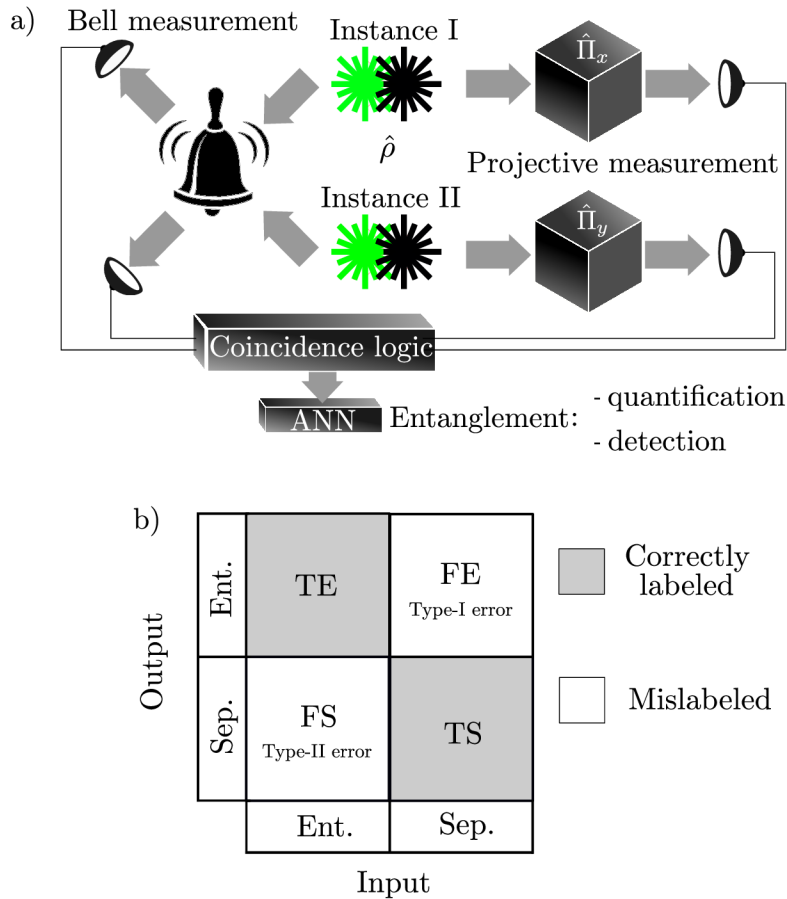 a)
Bell measurement
Instance I
Π̂x
ρ̂
Projective measurement
Instance II
Π̂y
Coincidence logic
ANN
Entanglement:
- quantification
- detection
b)
Output
Ent.
Sep.
TE
FE
Type-I error
FS
Type-II error
TS
Ent.
Sep.
Input
Correctly
labeled
Mislabeled